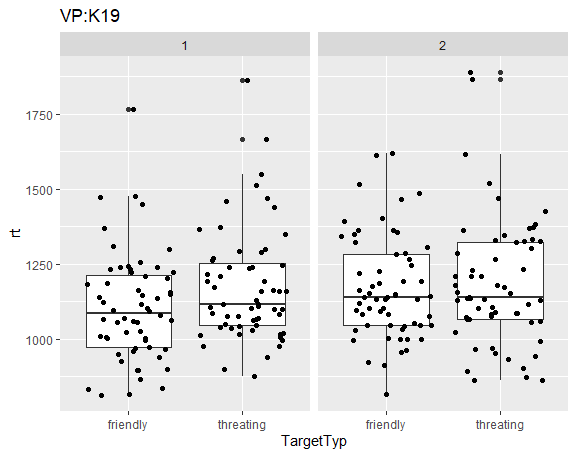 VP:K19
1 2
rt
1750
1500
1250
1000
friendly threating friendly threating
TargetTyp